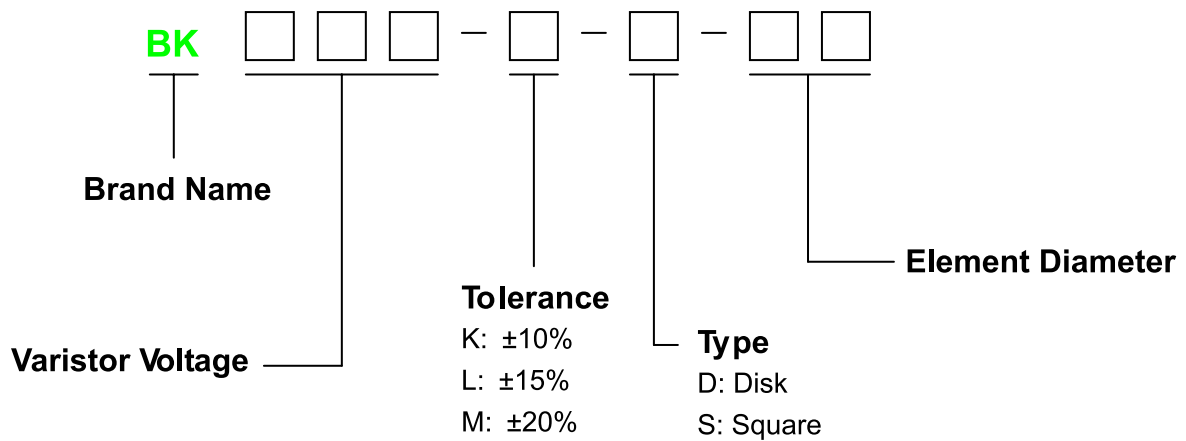 BK □□□ - □ - □ - □□
Brand Name
Element Diameter
Tolerance
K: ±10%
L: ±15%
M: ±20%
Type
D: Disk
S: Square
Varistor Voltage